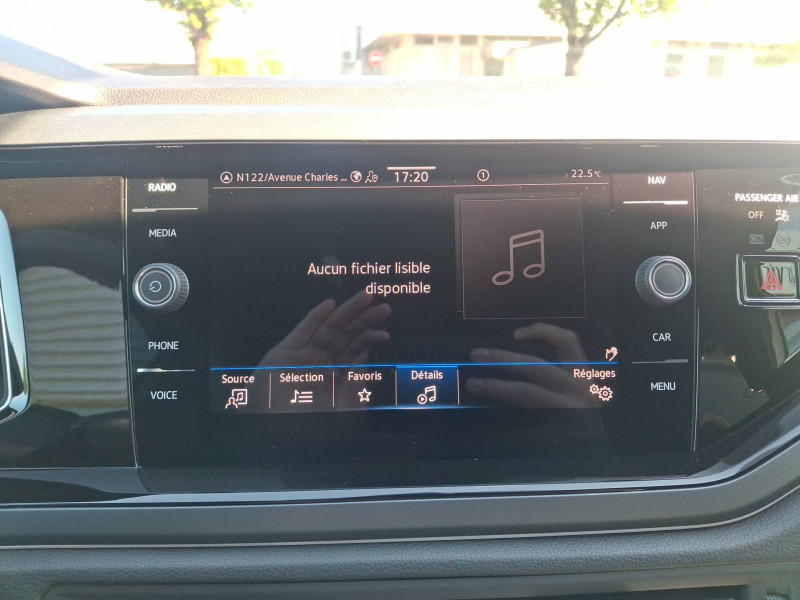 N122/Avenue Charles ... 17:20 1 22.5°C
RADIO
MEDIA
PHONE
VOICE
Aucun fichier lisible
disponible
Source Sélection Favoris Détails Réglages
NAV
APP
CAR
MENU
PASSENGER AIR
OFF